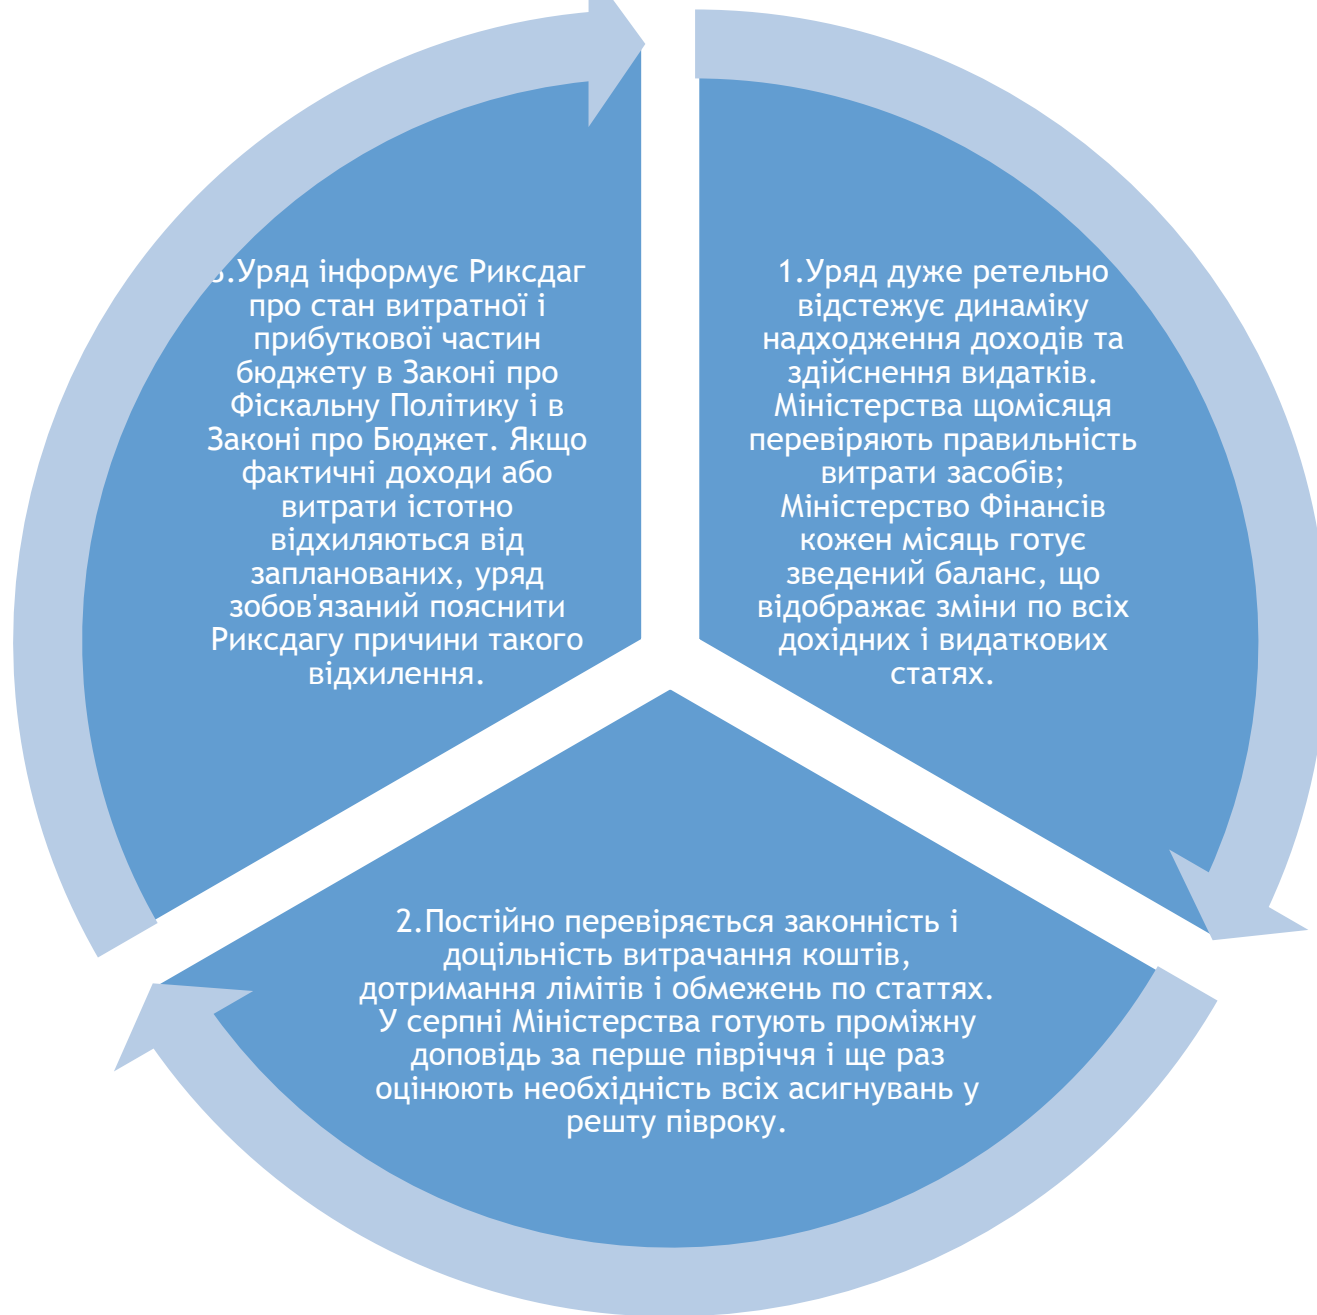 1.Уряд дуже ретельно
відстежує динаміку
надходження доходів та
здійснення видатків.
Міністерства щомісяця
перевіряють правильність
витрати засобів;
Міністерство Фінансів
кожен місяць готує
зведений баланс, що
відображає зміни по всіх
дохідних і видаткових
статях.
2.Постійно перевіряється законність і
доцільність витрачання коштів,
дотримання лімітів і обмежень по статтях.
У серпні Міністерства готують проміжну
доповідь за перше півріччя і ще раз
оцінюють необхідність всіх асигнувань у
решту півроку.
3.Уряд інформує Риксдаг
про стан витратної і
прибуткової частин
бюджету в Законі про
Фіскальну Політику і в
Законі про Бюджет. Якщо
фактичні доходи або
витрати істотно
відхиляються від
запланованих, уряд
зобов'язаний пояснити
Риксдагу причини такого
відхилення.